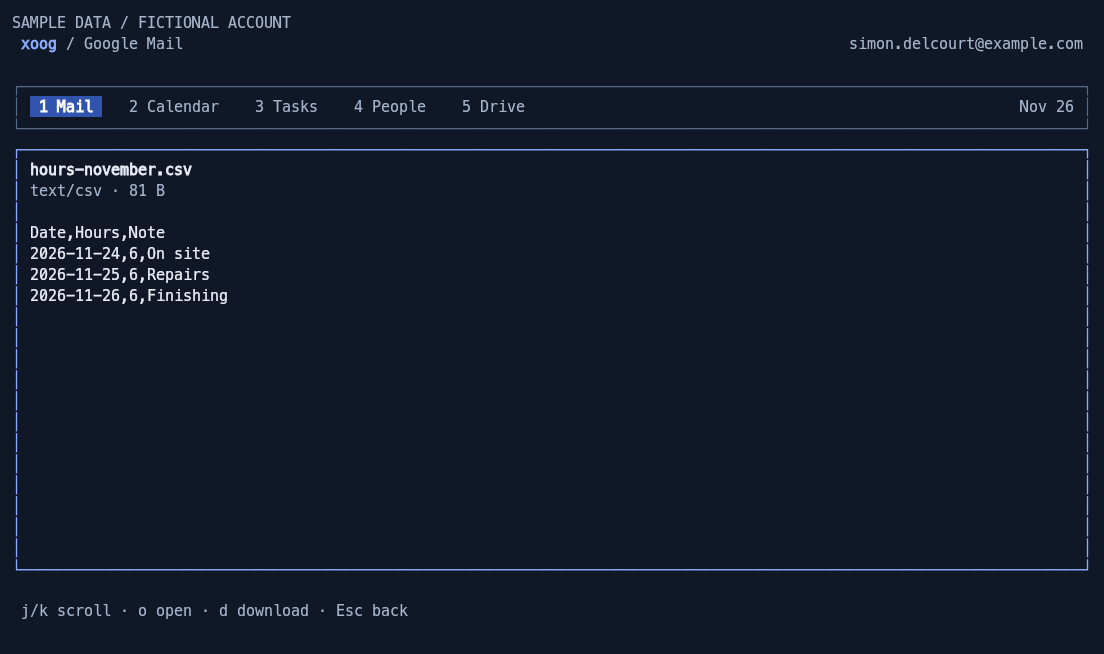 SAMPLE DATA / FICTIONAL ACCOUNT
xoog / Google Mail simon.delcourt@example.com
1 Mail 2 Calendar 3 Tasks 4 People 5 Drive Nov 26
hours-november.csv
text/csv · 81 B
Date,Hours,Note
2026-11-24,6,On site
2026-11-25,6,Repairs
2026-11-26,6,Finishing
j/k scroll · o open · d download · Esc back